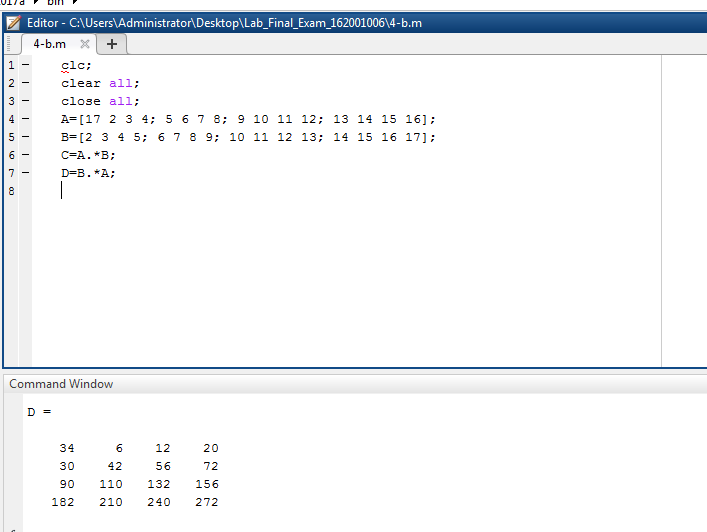 bin
Editor - C:\Users\Administrator\Desktop\Lab_Final_Exam_162001006\4-b.m
4-b.m × +
1 – clc;
2 – clear all;
3 – close all;
4 – A=[17 2 3 4; 5 6 7 8; 9 10 11 12; 13 14 15 16];
5 – B=[2 3 4 5; 6 7 8 9; 10 11 12 13; 14 15 16 17];
6 – C=A.*B;
7 – D=B.*A;
8
Command Window
D =
34 6 12 20
30 42 56 72
90 110 132 156
182 210 240 272